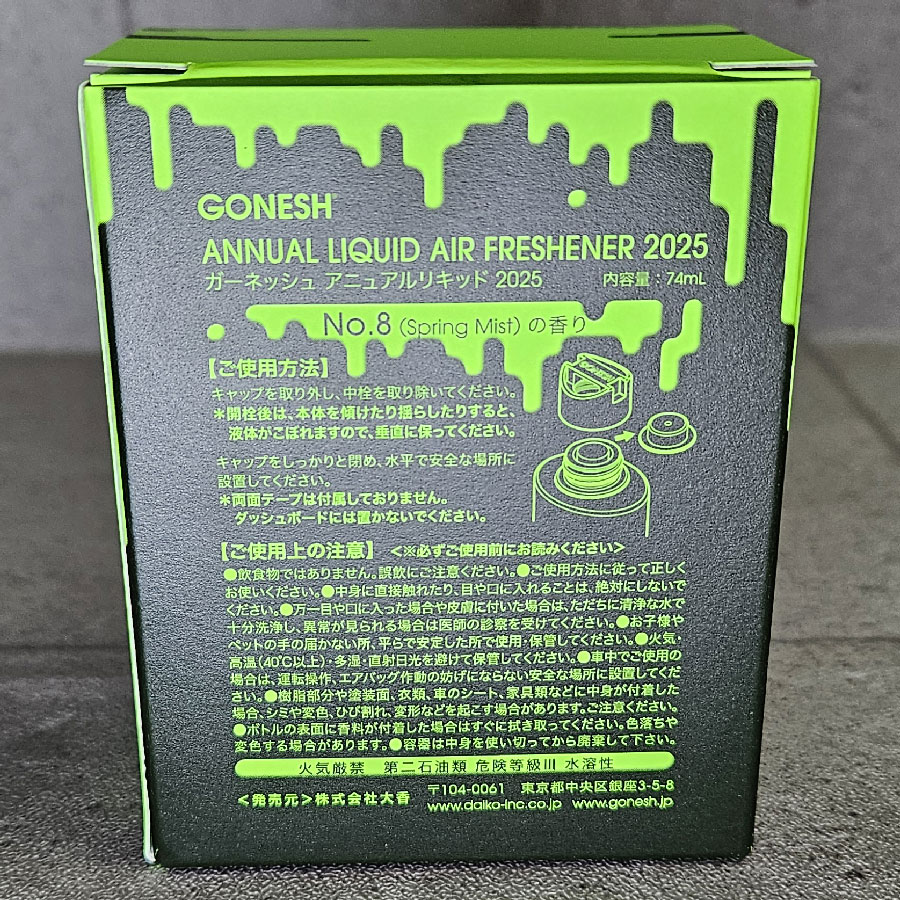 GONESH
ANNUAL LIQUID AIR FRESHENER 2025
ガーネッシュ アニュアルリキッド 2025 内容量：74mL
No.8 (Spring Mist) の香り
【ご使用方法】
キャップを取り外し、中栓を取り除いてください。
＊開栓後は、本体を傾けたり揺らしたりすると、
液体がこぼれますので、垂直に保ってください。
キャップをしっかりと閉め、水平で安全な場所に
設置してください。
＊両面テープは付属しておりません。
ダッシュボードには置かないでください。
GONESH
【ご使用上の注意】 <※必ずご使用前にお読みください>
●飲食物ではありません。誤飲にご注意ください。●ご使用方法に従って正しく
お使いください。●中身に直接触れたり、目や口に入れることは、絶対にしないで
ください。●万一目や口に入った場合や皮膚に付いた場合は、ただちに清浄な水で
十分洗浄し、異常が見られる場合は医師の診察を受けてください。●お子様や
ペットの手の届かない所、平らで安定した所で使用・保管してください。●火気・
高温(40℃以上)・多湿・直射日光を避けて保管してください。●車中でご使用の
場合は、運転操作、エアバッグ作動の妨げにならない安全な場所に設置してくだ
さい。●樹脂部分や塗装面、衣類、車のシート、家具類などに中身が付着した
場合、シミや変色、ひび割れ、変形などを起こす場合があります。ご注意ください。
●ボトルの表面に香料が付着した場合はすぐに拭き取ってください。色落ちや
変色する場合があります。●容器は中身を使い切ってから廃棄して下さい。
火気厳禁 第二石油類 危険等級Ⅲ 水溶性
<発売元>株式会社大香 〒104-0061 東京都中央区銀座3-5-8
www.daiko-inc.co.jp www.gonesh.jp